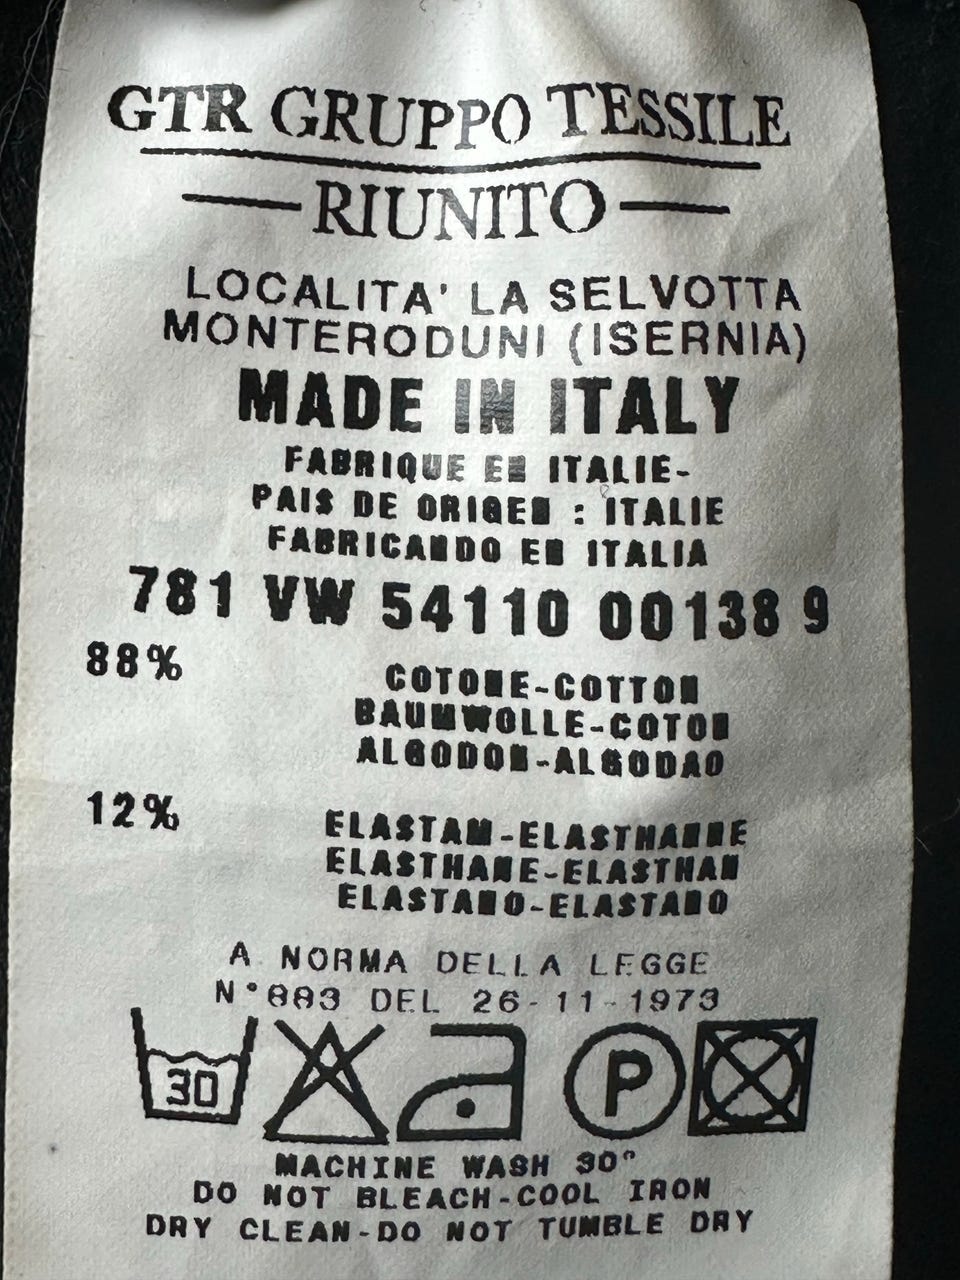 GTR GRUPPO TESSILE
RIUNITO
LOCALITA' LA SELVOTTA
MONTERODUNI (ISERNIA)
MADE IN ITALY
FABRIQUE EN ITALIE-
PAIS DE ORIGEN : ITALIE
FABRICANDO EN ITALIA
781 VW 54110 00138 9
88%
COTONE-COTTON
BAUMWOLLE-COTON
ALGODON-ALGODAO
12%
ELASTAM-ELASTHANNE
ELASTHANE-ELASTHAN
ELASTANO-ELASTANO
A NORMA DELLA LEGGE
N°883 DEL 26-11-1973
30
P
MACHINE WASH 30°
DO NOT BLEACH-COOL IRON
DRY CLEAN-DO NOT TUMBLE DRY